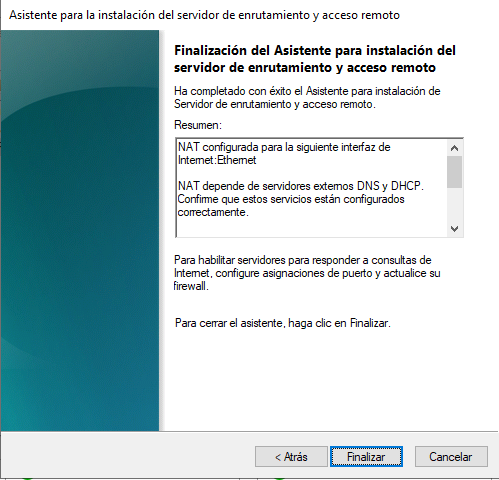 Asistente para la instalación del servidor de enrutamiento y acceso remoto
Finalización del Asistente para instalación del
servidor de enrutamiento y acceso remoto
Ha completado con éxito el Asistente para instalación de
Servidor de enrutamiento y acceso remoto.
Resumen:
NAT configurada para la siguiente interfaz de
Internet:Ethernet
NAT depende de servidores externos DNS y DHCP.
Confirme que estos servicios están configurados
correctamente.
Para habilitar servidores para responder a consultas de
Internet, configure asignaciones de puerto y actualice su
firewall.
Para cerrar el asistente, haga clic en Finalizar.
< Atrás Finalizar Cancelar